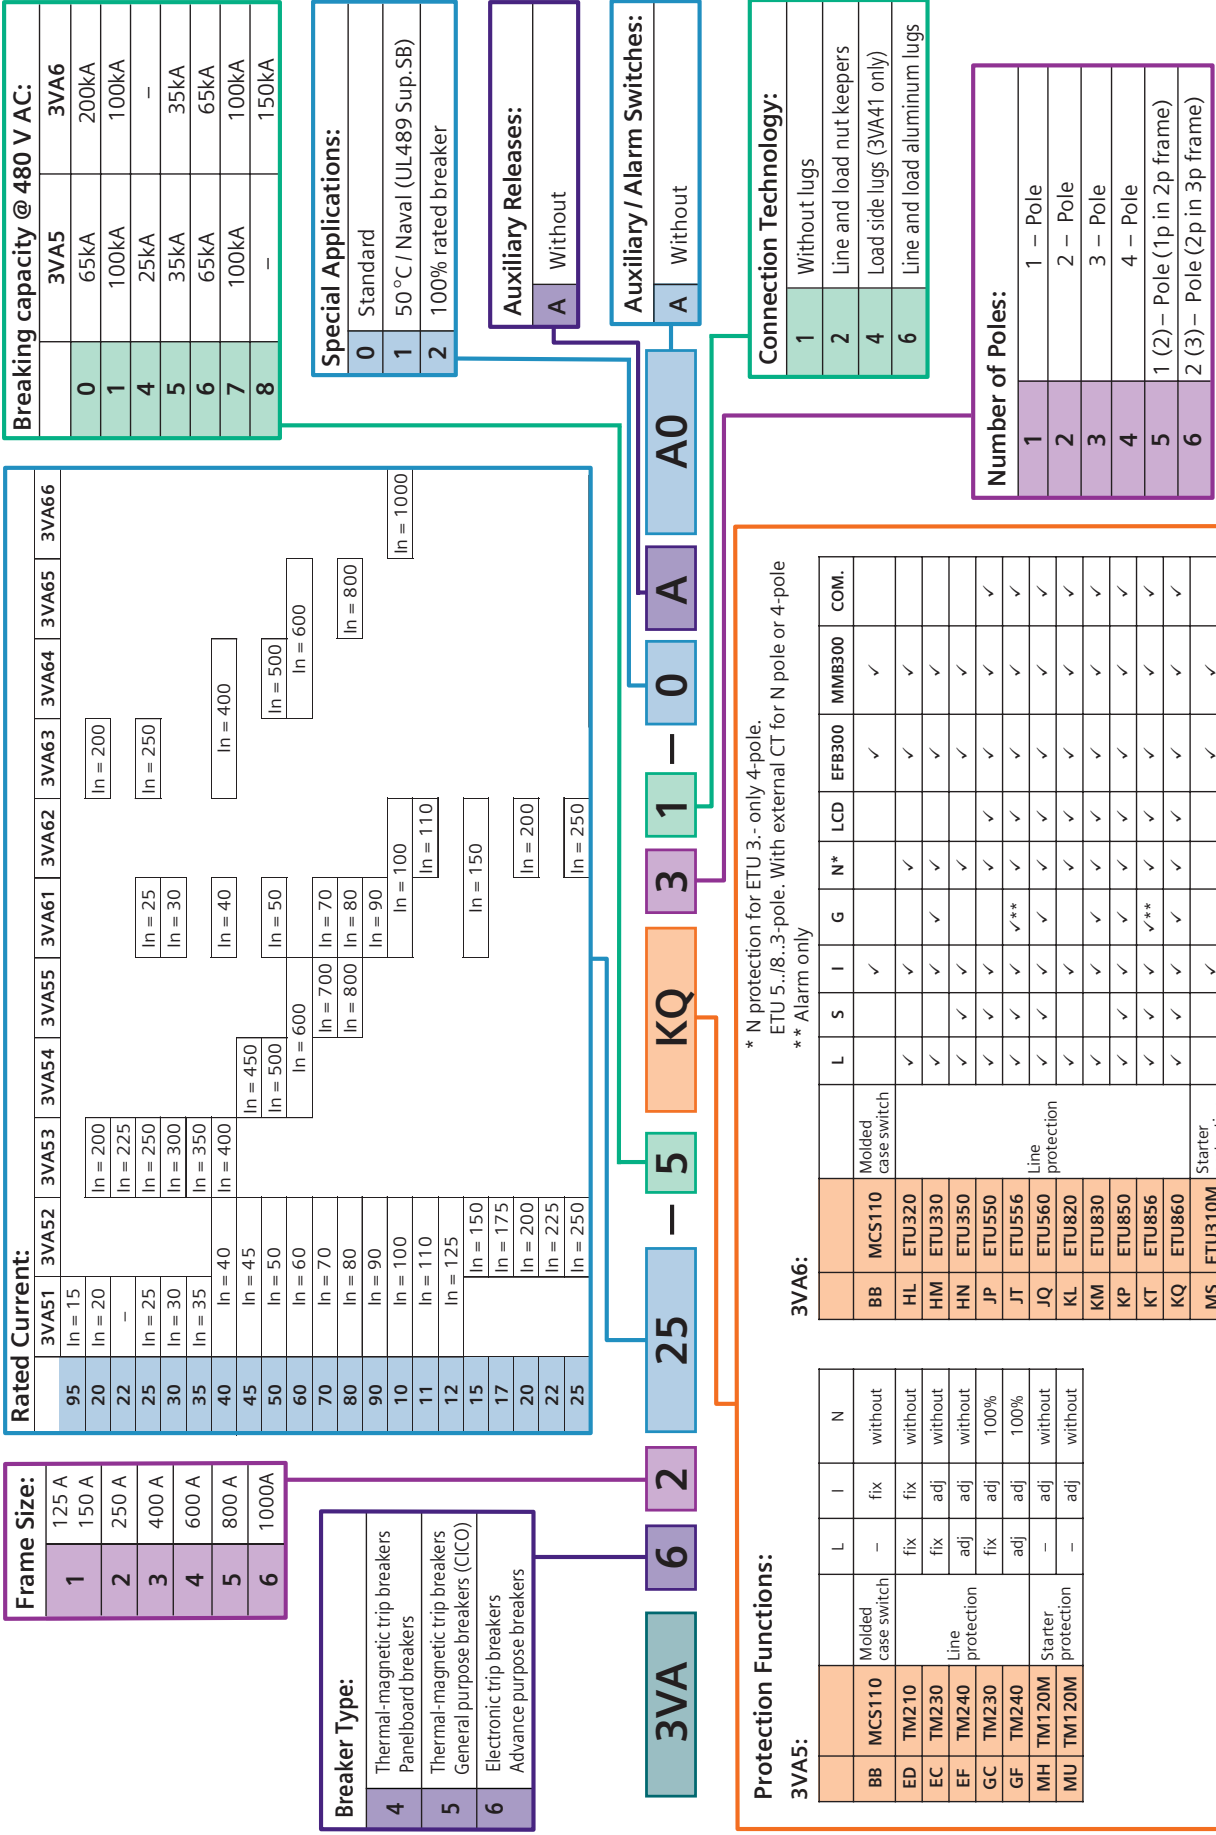 Frame Size:
1 125 A
150 A
2 250 A
3 400 A
4 600 A
5 800 A
6 1000A
Rated Current:
3VA51 3VA52 3VA53 3VA54 3VA55 3VA61 3VA62 3VA63 3VA64 3VA65 3VA66
95 In = 15
20 In = 20 In = 200 In = 200
22 – In = 225
25 In = 25 In = 250 In = 25 In = 250
30 In = 30 In = 300 In = 30
35 In = 35 In = 350
40 In = 40 In = 400 In = 40 In = 400
45 In = 45 In = 450
50 In = 50 In = 500 In = 50 In = 500
60 In = 60 In = 600 In = 600
70 In = 70 In = 700 In = 70
80 In = 80 In = 800 In = 80 In = 800
90 In = 90 In = 90
10 In = 100 In = 100 In = 1000
11 In = 110 In = 110
12 In = 125
15 In = 150 In = 150
17 In = 175
20 In = 200 In = 200
22 In = 225
25 In = 250 In = 250
Breaking capacity @ 480 V AC:
3VA5 3VA6
0 65kA 200kA
1 100kA 100kA
4 25kA –
5 35kA 35kA
6 65kA 65kA
7 100kA 100kA
8 – 150kA
Breaker Type:
4 Thermal-magnetic trip breakers
Panelboard breakers
5 Thermal-magnetic trip breakers
General purpose breakers (CICO)
6 Electronic trip breakers
Advance purpose breakers
Special Applications:
0 Standard
1 50°C / Naval (UL489 Sup.SB)
2 100% rated breaker
Auxiliary Releases:
A Without
Auxiliary / Alarm Switches:
A Without
3VA 6 2 25 – 5 KQ 3 1 – 0 A A0
Connection Technology:
1 Without lugs
2 Line and load nut keepers
4 Load side lugs (3VA41 only)
6 Line and load aluminum lugs
Number of Poles:
1 1 – Pole
2 2 – Pole
3 3 – Pole
4 4 – Pole
5 1 (2) – Pole (1p in 2p frame)
6 2 (3) – Pole (2p in 3p frame)
Protection Functions:
3VA5:
L I N
BB MCS110 Molded case switch – fix without
ED TM210 Line protection fix fix without
EC TM230 fix adj without
EF TM240 adj adj without
GC TM230 fix adj 100%
GF TM240 adj adj 100%
MH TM120M Starter protection – adj without
MU TM120M – adj without
* N protection for ETU 3.- only 4-pole.
ETU 5../8..3-pole. With external CT for N pole or 4-pole
** Alarm only
3VA6:
L S I G N* LCD EFB300 MMB300 COM.
BB MCS110 Molded case switch ✓ ✓ ✓
HL ETU320 Line protection ✓ ✓ ✓ ✓ ✓
HM ETU330 ✓ ✓ ✓ ✓ ✓ ✓
HN ETU350 ✓ ✓ ✓ ✓ ✓ ✓
JP ETU550 ✓ ✓ ✓ ✓ ✓ ✓ ✓ ✓
JT ETU556 ✓ ✓ ✓ ✓** ✓ ✓ ✓ ✓ ✓
JQ ETU560 ✓ ✓ ✓ ✓ ✓ ✓ ✓ ✓ ✓
KL ETU820 ✓ ✓ ✓ ✓ ✓ ✓ ✓
KM ETU830 ✓ ✓ ✓ ✓ ✓ ✓ ✓ ✓
KP ETU850 ✓ ✓ ✓ ✓ ✓ ✓ ✓ ✓ ✓
KT ETU856 ✓ ✓ ✓ ✓** ✓ ✓ ✓ ✓ ✓
KQ ETU860 ✓ ✓ ✓ ✓ ✓ ✓ ✓ ✓ ✓
MS ETU310M Starter ✓ ✓ ✓